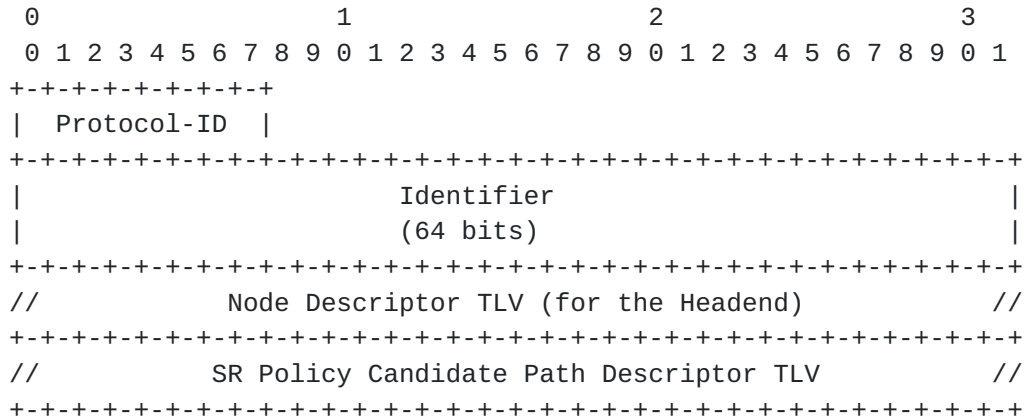 0                   1                   2                   3
 0 1 2 3 4 5 6 7 8 9 0 1 2 3 4 5 6 7 8 9 0 1 2 3 4 5 6 7 8 9 0 1
+-+-+-+-+-+-+-+-+
|  Protocol-ID  |
+-+-+-+-+-+-+-+-+-+-+-+-+-+-+-+-+-+-+-+-+-+-+-+-+-+-+-+-+-+-+-+-+
|                        Identifier                             |
|                        (64 bits)                              |
+-+-+-+-+-+-+-+-+-+-+-+-+-+-+-+-+-+-+-+-+-+-+-+-+-+-+-+-+-+-+-+-+
//            Node Descriptor TLV (for the Headend)            //
+-+-+-+-+-+-+-+-+-+-+-+-+-+-+-+-+-+-+-+-+-+-+-+-+-+-+-+-+-+-+-+-+
//           SR Policy Candidate Path Descriptor TLV           //
+-+-+-+-+-+-+-+-+-+-+-+-+-+-+-+-+-+-+-+-+-+-+-+-+-+-+-+-+-+-+-+-+